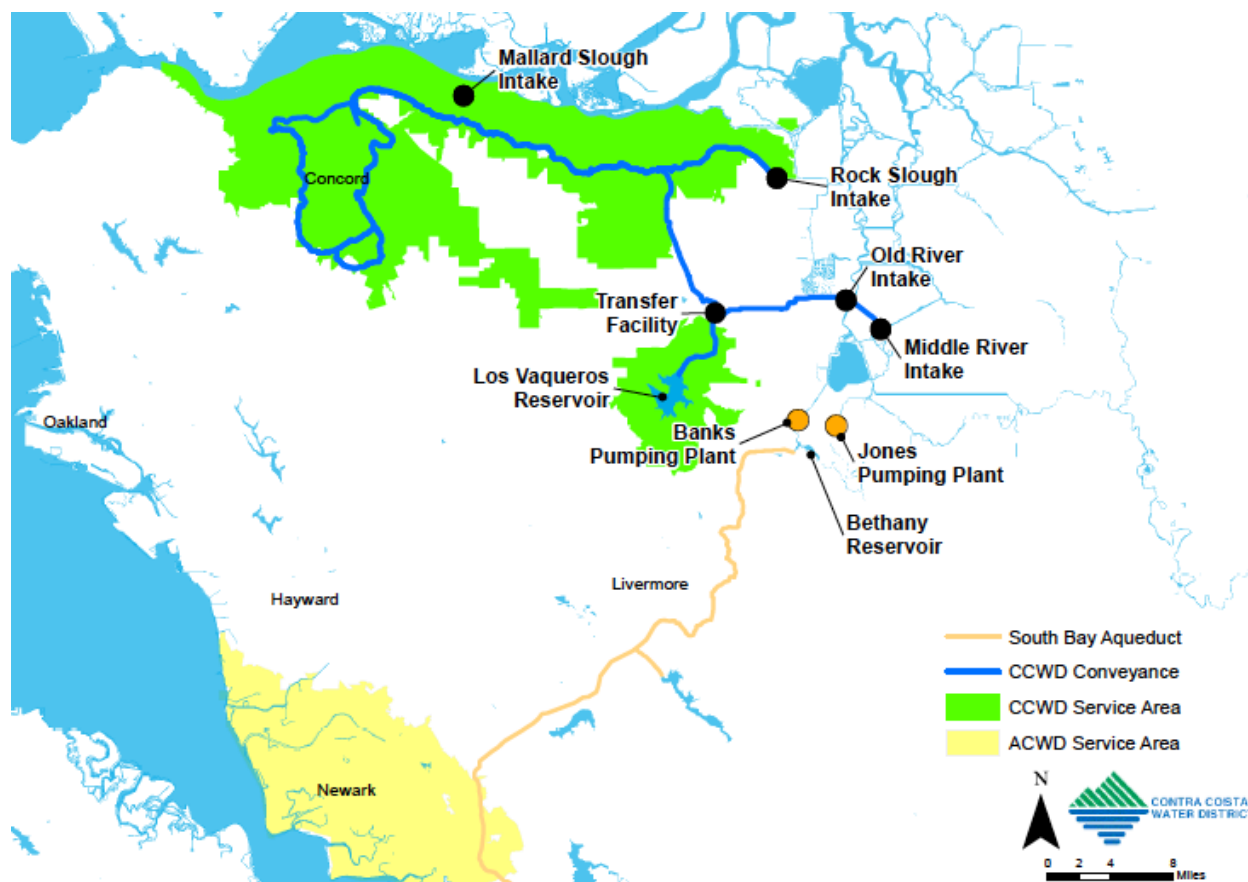 Mallard Slough
Intake
Concord
Rock Slough
Intake
Old River
Intake
Transfer
Facility
Middle River
Intake
Los Vaqueros
Reservoir
Oakland
Banks
Pumping Plant
Jones
Pumping Plant
Bethany
Reservoir
Livermore
Hayward
South Bay Aqueduct
CCWD Conveyance
CCWD Service Area
ACWD Service Area
Newark
N
CONTRA COSTA
WATER DISTRIC
0 2 4 8
Miles